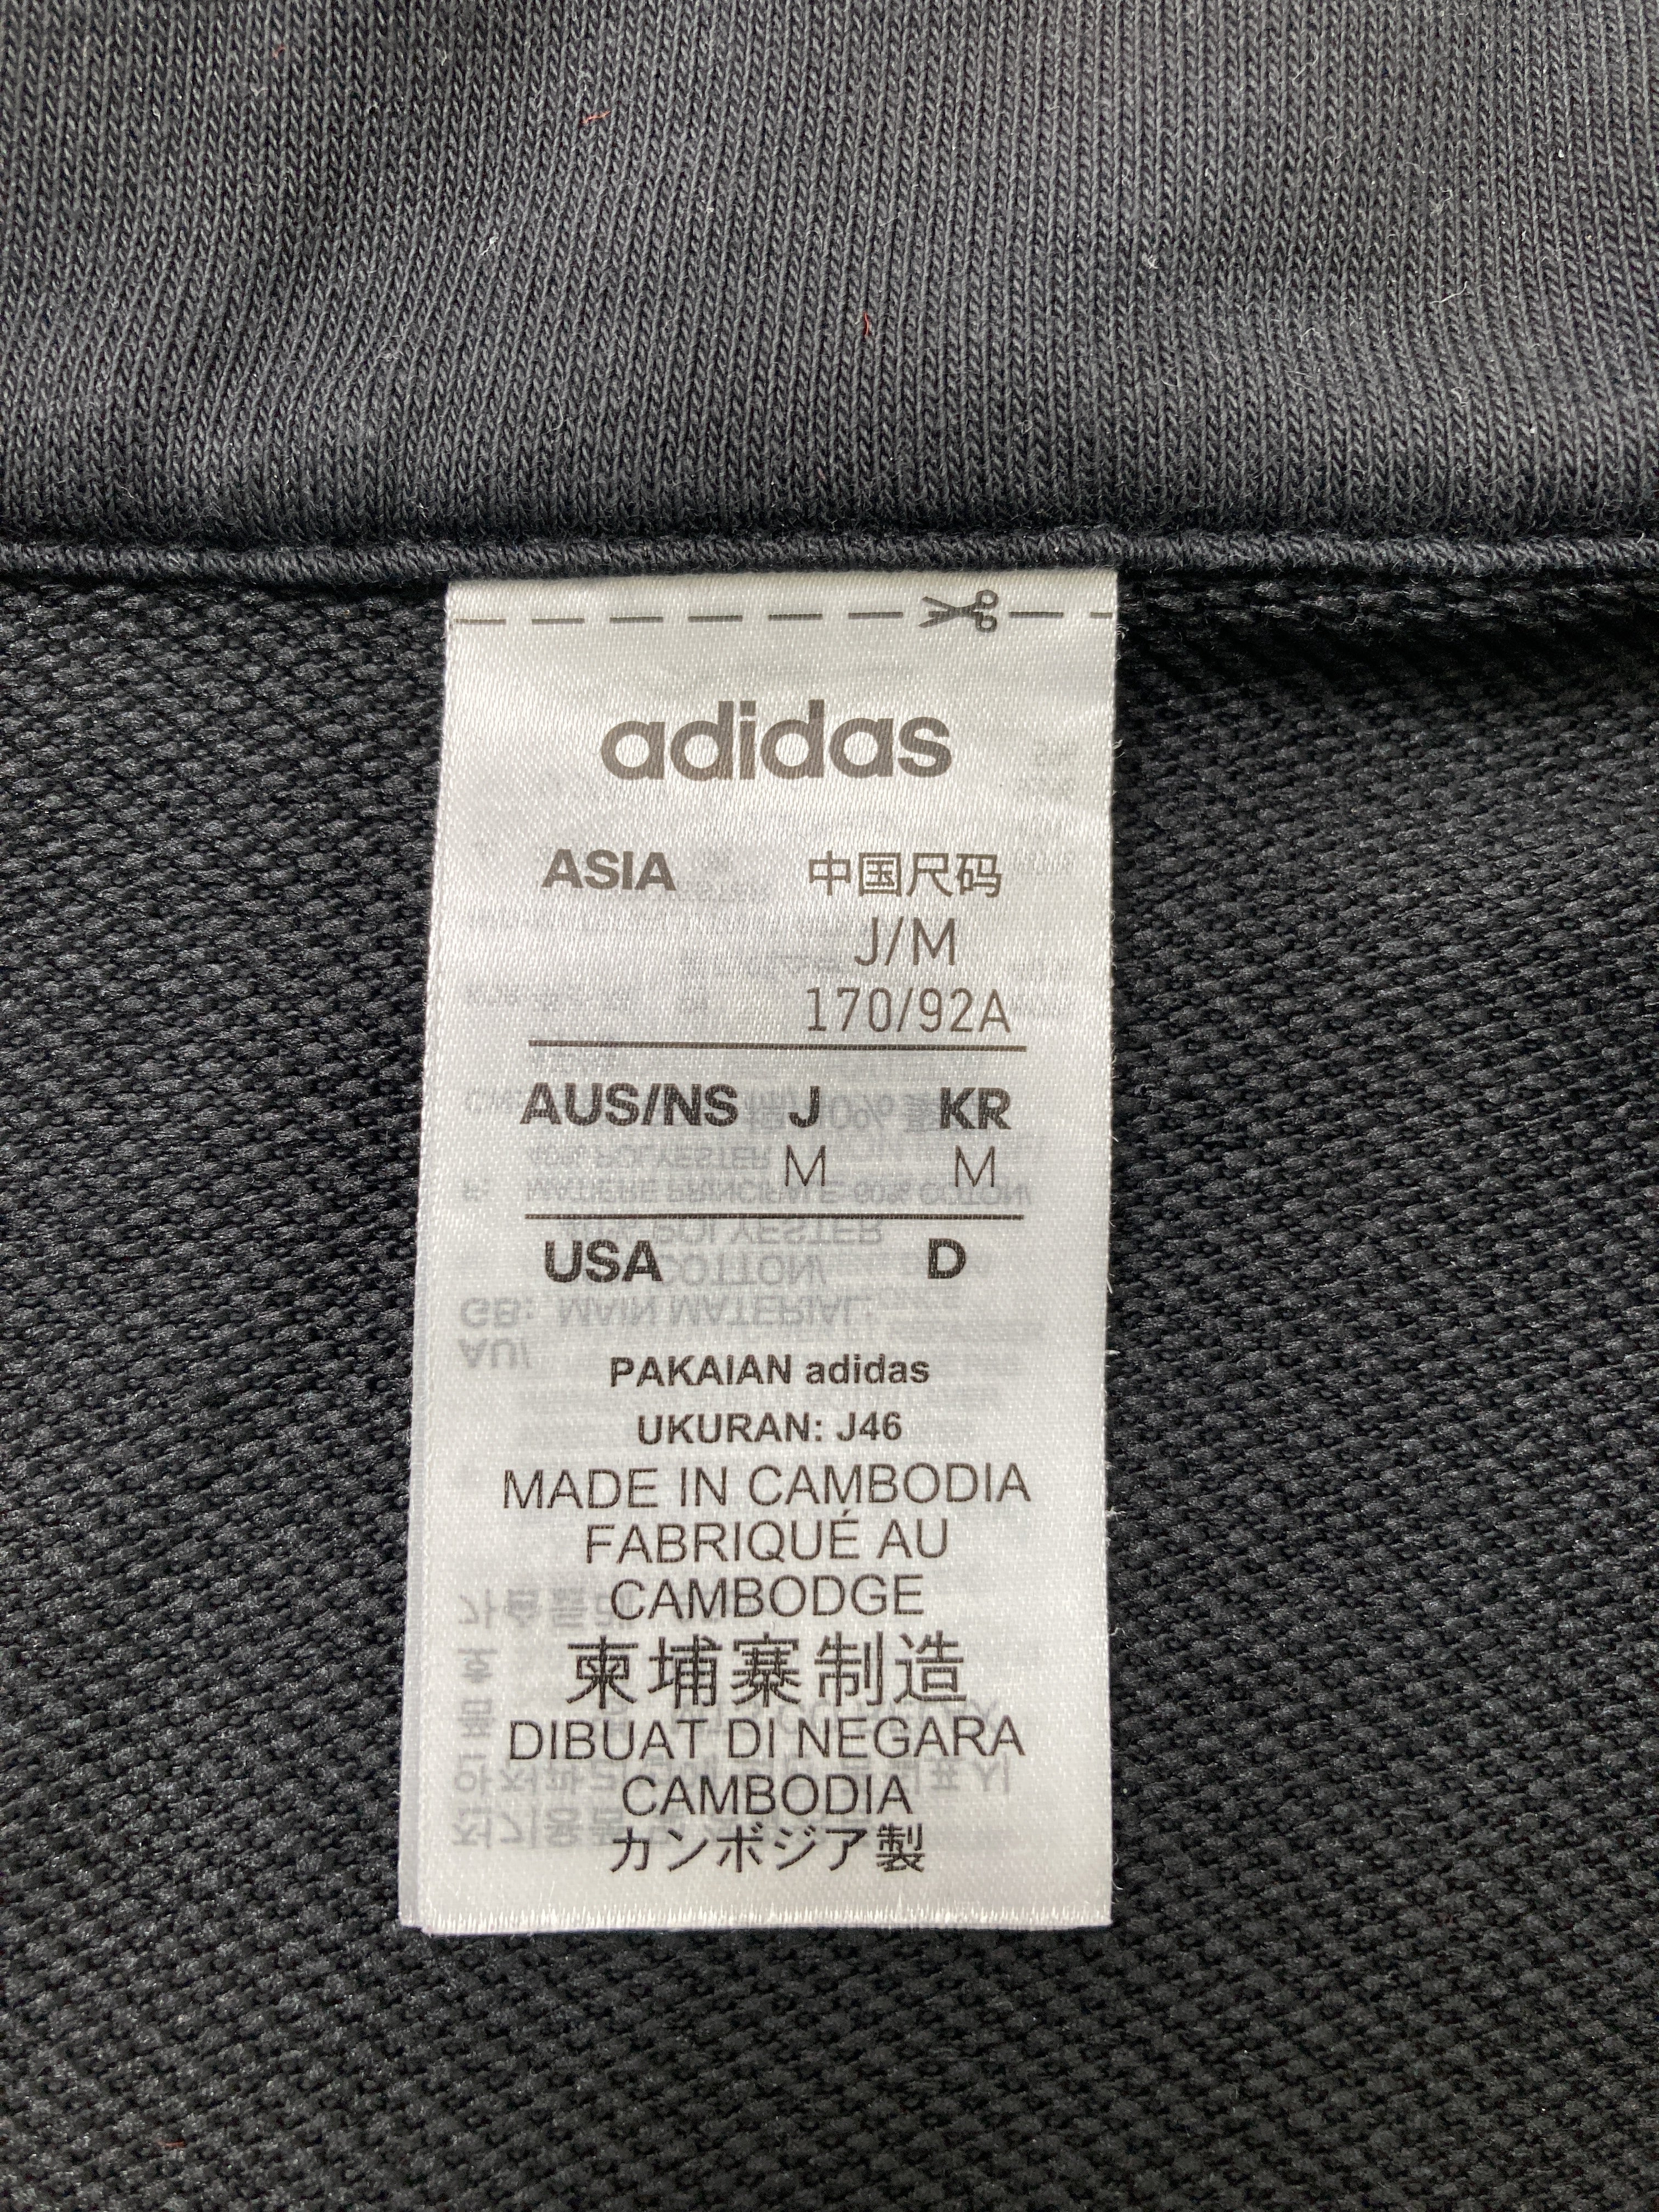 adidas
ASIA 中国尺码
J/M
170/92A
AUS/NS J KR
M M
USA D
PAKAIAN adidas
UKURAN: J46
MADE IN CAMBODIA
FABRIQUÉ AU
CAMBODGE
柬埔寨制造
DIBUAT DI NEGARA
CAMBODIA
カンボジア製